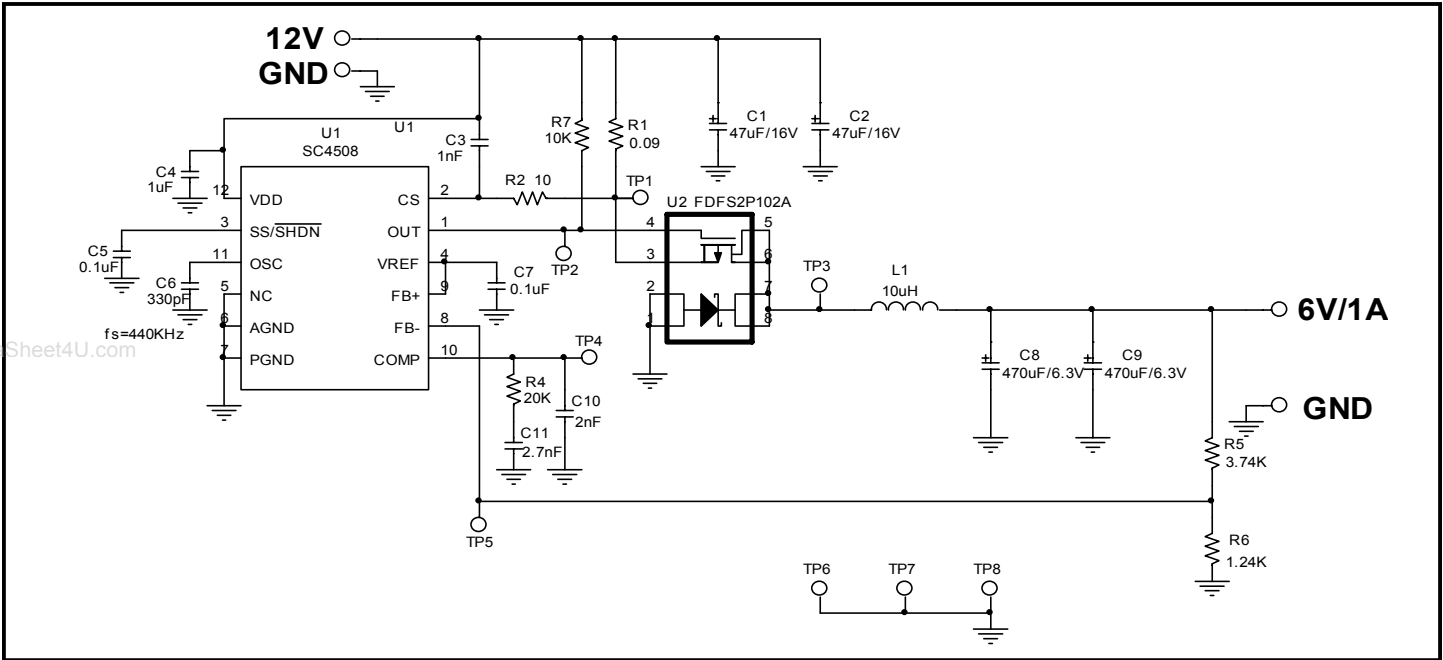 12V
GND
U1
U1
SC4508
C3
1nF
R7
10K
R1
0.09
C1
47uF/16V
C2
47uF/16V
C4
1uF
12
VDD
CS
2
R2 10
TP1
U2 FDFS2P102A
3
SS/SHDN
OUT
1
TP2
4
5
C5
0.1uF
11
OSC
VREF
4
C7
0.1uF
3
6
C6
330pF
5
NC
FB+
9
2
7
TP3
L1
10uH
6V/1A
fs=440KHz
6
AGND
FB-
8
1
8
aSheet4U.com
7
PGND
COMP
10
TP4
R4
20K
C10
2nF
C11
2.7nF
C8
470uF/6.3V
C9
470uF/6.3V
GND
R5
3.74K
TP5
R6
1.24K
TP6
TP7
TP8